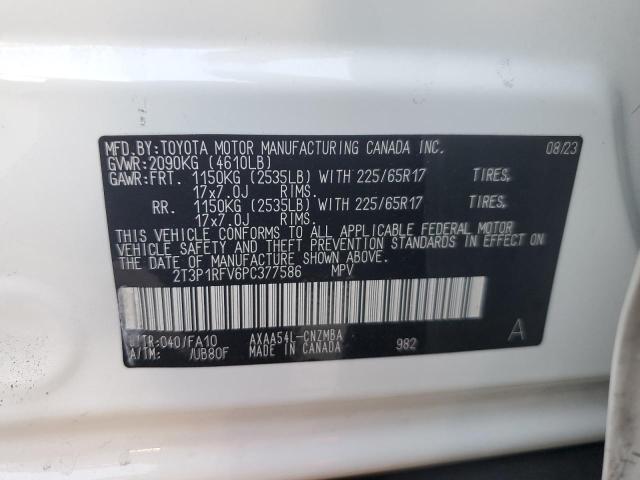 MFD.BY:TOYOTA MOTOR MANUFACTURING CANADA INC. 08/23
GVWR:2090KG (4610LB)
GAWR:FRT. 1150KG (2535LB) WITH 225/65R17 TIRES,
17x7.0J RIMS.
RR. 1150KG (2535LB) WITH 225/65R17 TIRES,
17x7.0J RIMS.
THIS VEHICLE CONFORMS TO ALL APPLICABLE FEDERAL MOTOR
VEHICLE SAFETY AND THEFT PREVENTION STANDARDS IN EFFECT ON
THE DATE OF MANUFACTURE SHOWN ABOVE.
2T3P1RFV6PC377586 MPV
C/TR:040/FA10 AXAA54L-CNZMBA A
A/TM: /UB80F MADE IN CANADA 982